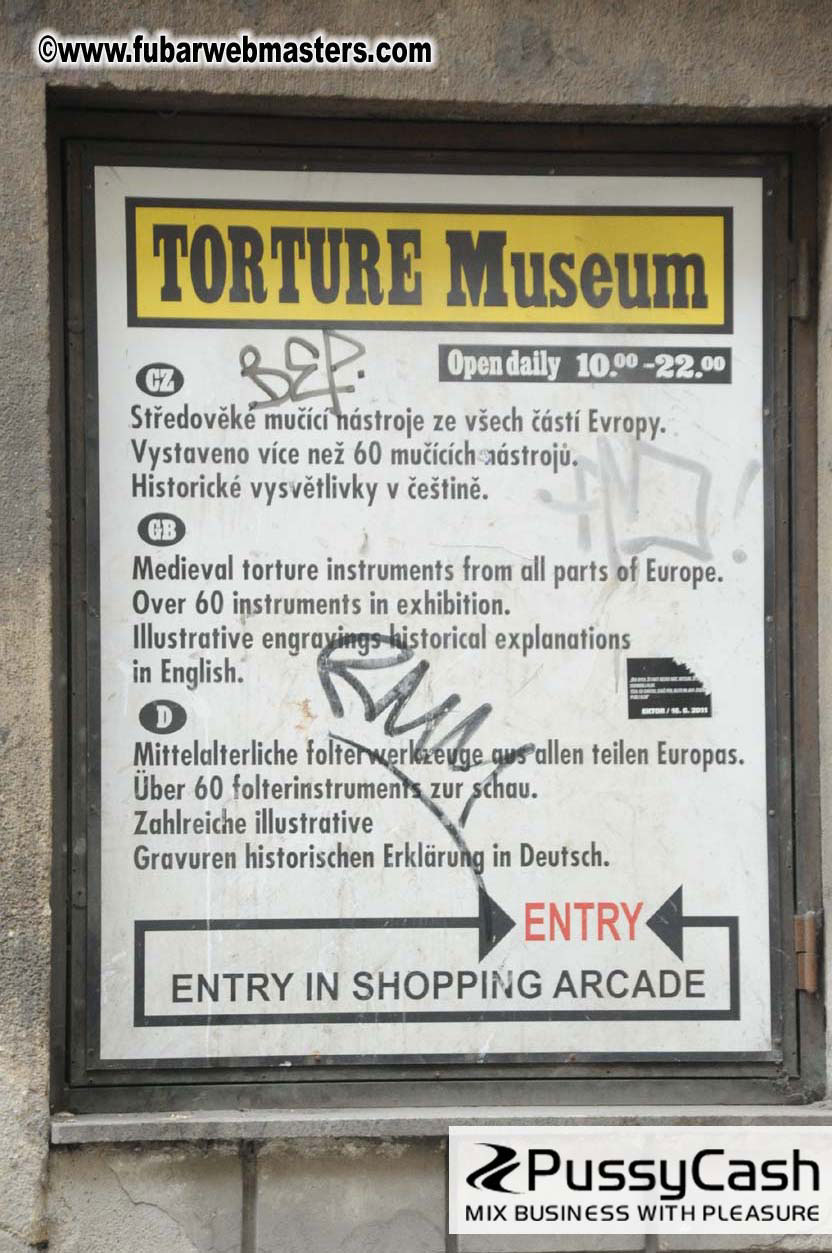 ©www.fubarwebmasters.com
TORTURE Museum
Open daily 10.00 -22.00
CZ
BEP.
Středověké mučící nástroje ze všech částí Evropy.
Vystaveno více než 60 mučících nástrojů.
Historické vysvětlivky v češtině.
GB
Medieval torture instruments from all parts of Europe.
Over 60 instruments in exhibition.
Illustrative engravings historical explanations
in English.
D
Mittelalterliche folterwerkzeuge aus allen teilen Europas.
Über 60 folterinstruments zur schau.
Zahlreiche illustrative
Gravuren historischen Erklärung in Deutsch.
ENTRY
ENTRY IN SHOPPING ARCADE
PussyCash
MIX BUSINESS WITH PLEASURE